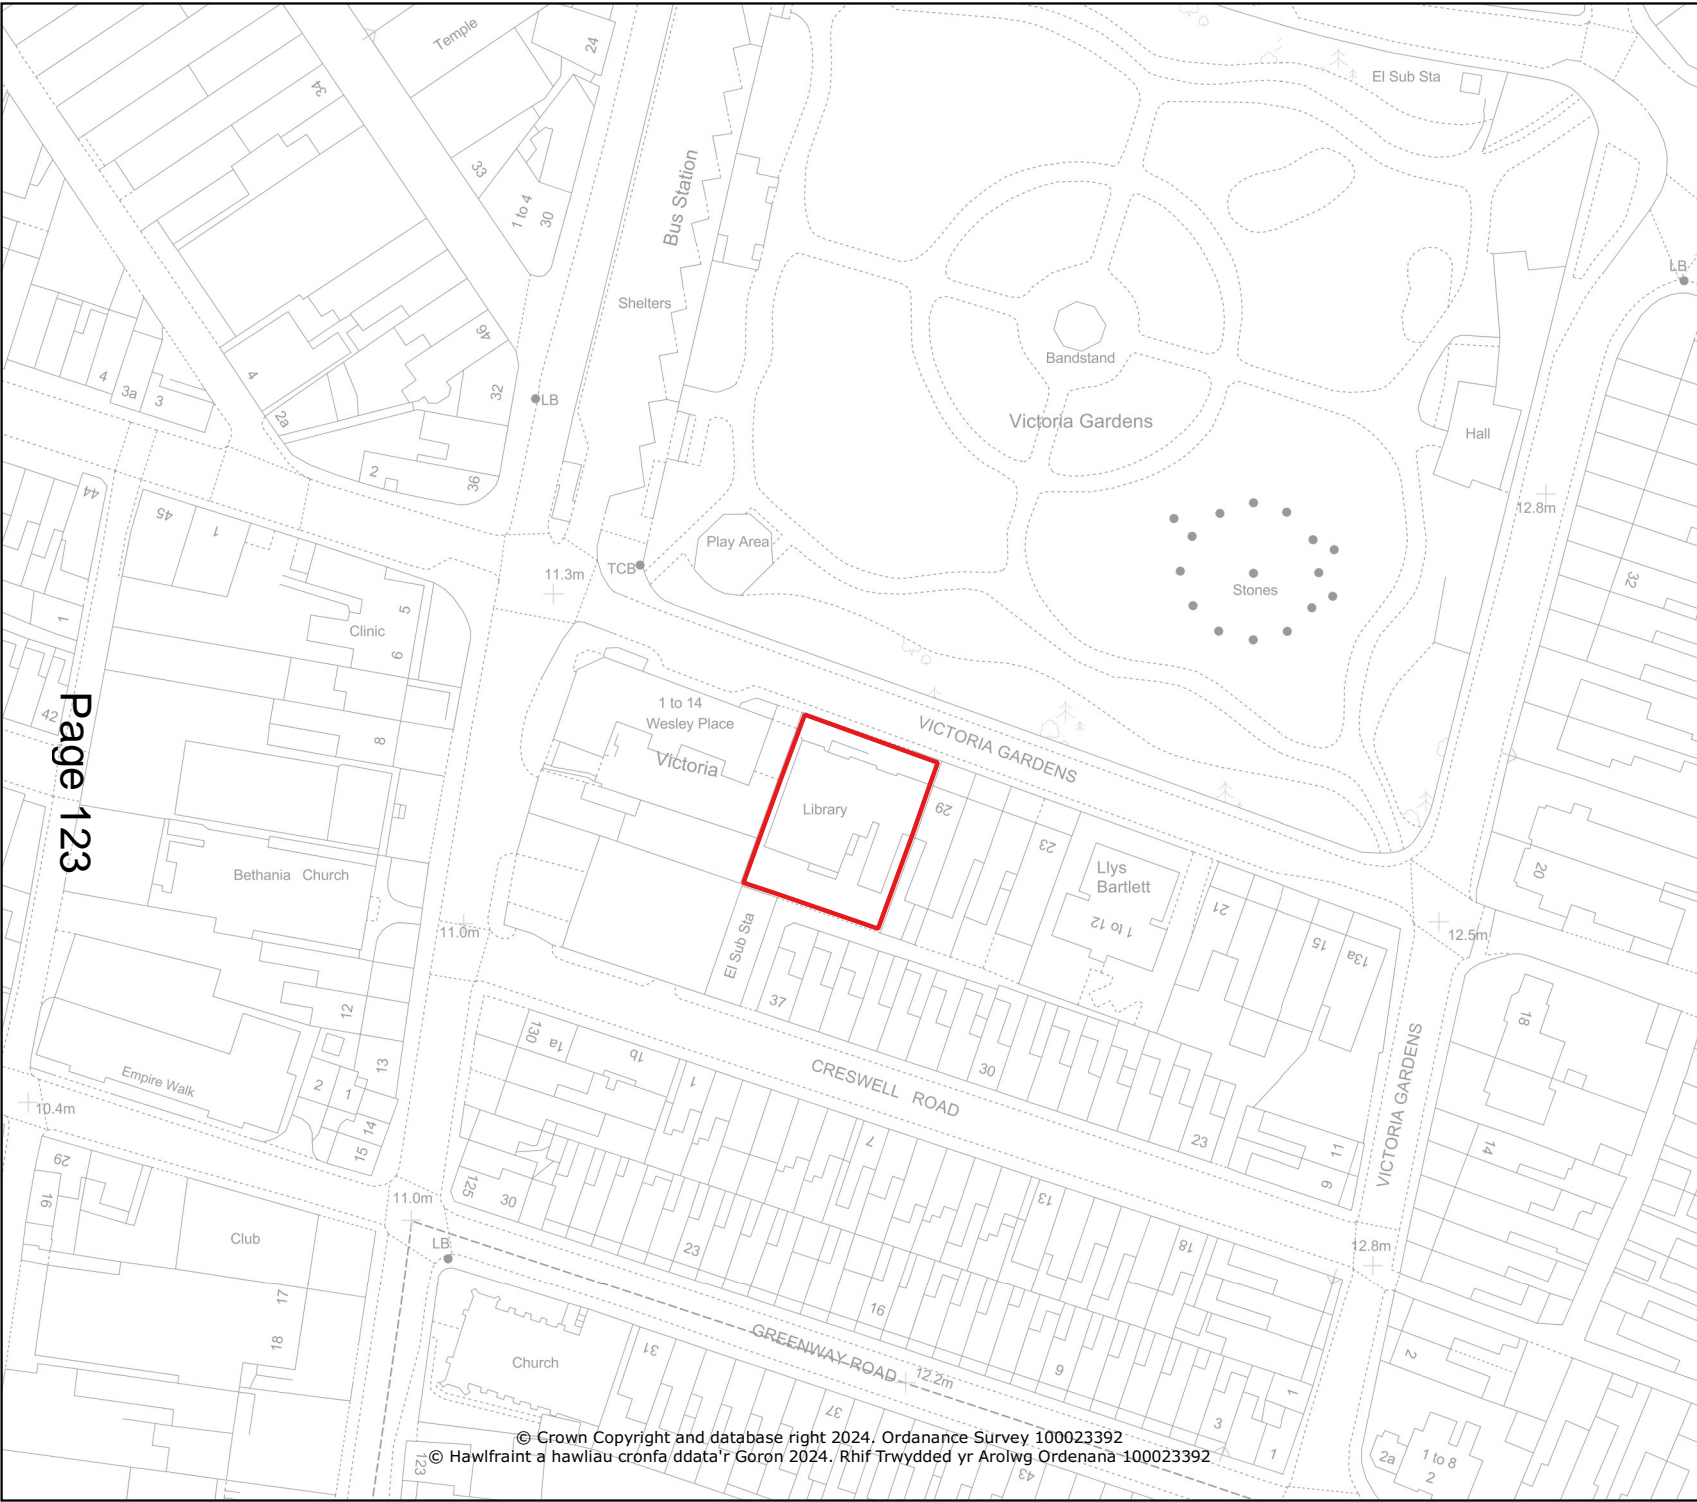 Temple
24
34
33
1 to 4
30
Bus Station
El Sub Sta
LB
Shelters
46
Bandstand
4
3a
3
4
2a
32
LB
Victoria Gardens
Hall
2
36
44
45
1
12.8m
Play Area
TCB
11.3m
Stones
32
1
5
Clinic
6
42
8
1 to 14
Wesley Place
Victoria
VICTORIA GARDENS
Library
29
23
Llys
Bartlett
1 to 12
21
15
13a
20
12.5m
Page 123
Bethania Church
11.0m
El Sub Sta
37
30
CRESWELL ROAD
23
11
9
VICTORIA GARDENS
18
14
12
13
Empire Walk
2
1
14
15
10.4m
130
1a
1b
1
7
13
18
12.8m
29
16
125
30
11.0m
LB
23
16
9
3
1
1
Club
17
18
GREENWAY ROAD
12.2m
Church
31
37
43
123
2
2a
1 to 8
2
© Crown Copyright and database right 2024. Ordanance Survey 100023392
© Hawlfraint a hawliau cronfa ddata'r Goron 2024. Rhif Trwydded yr Arolwg Ordenana 100023392